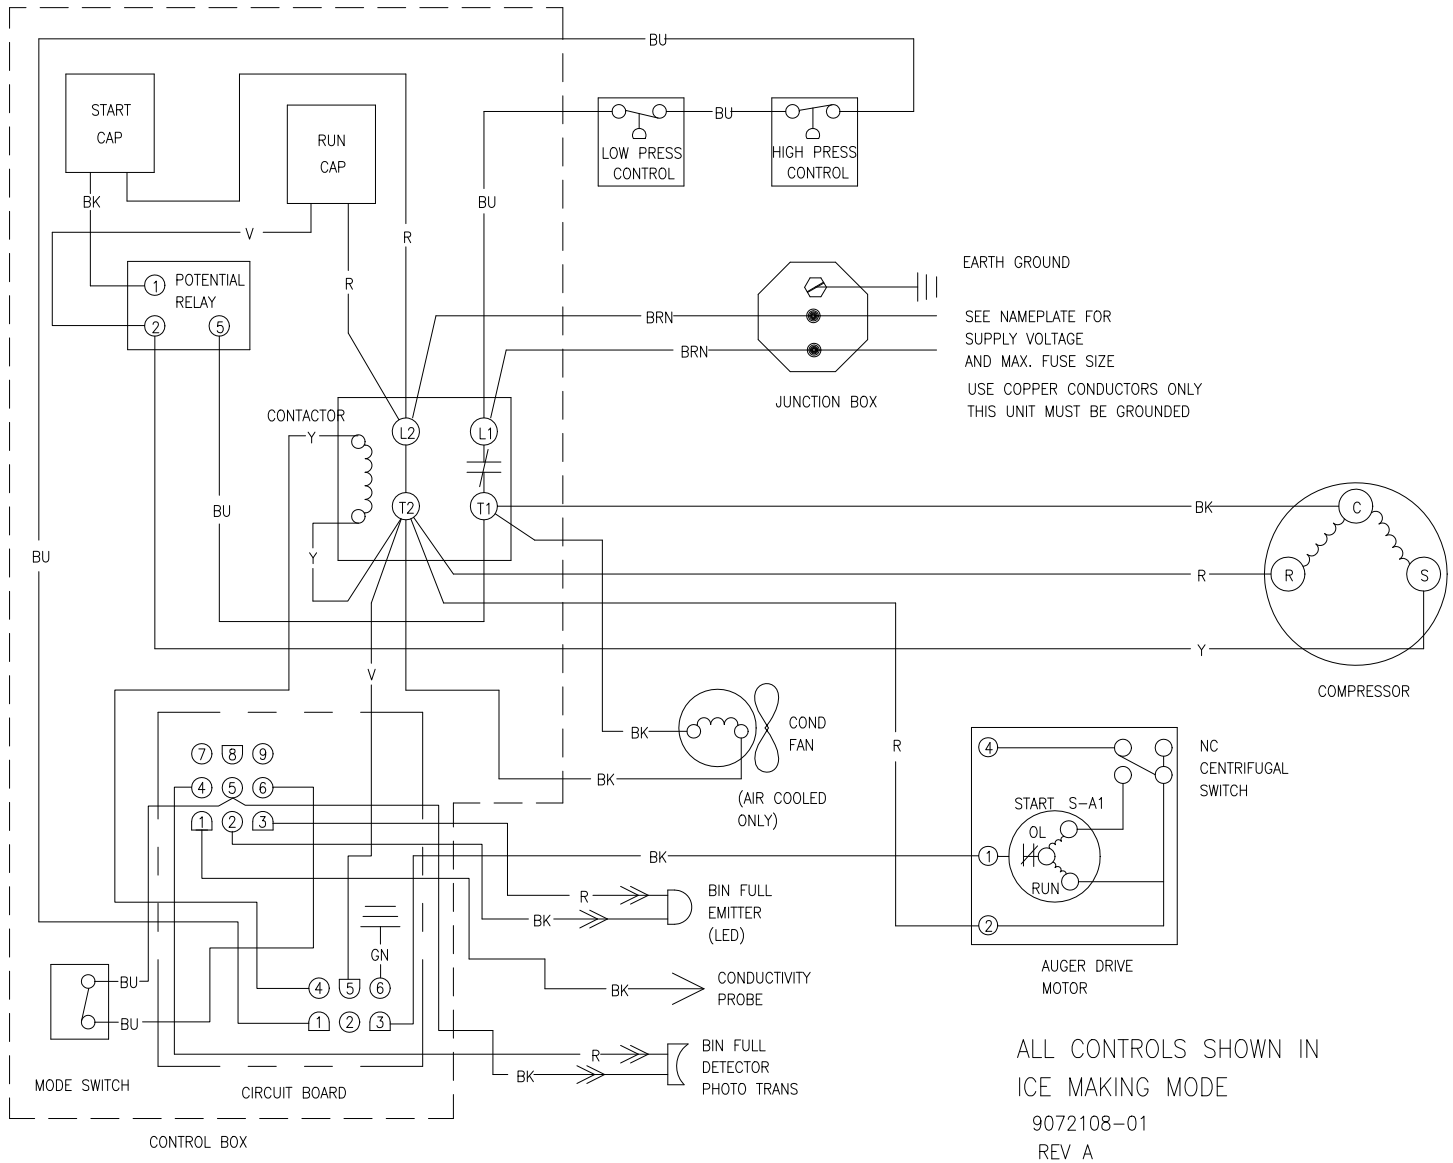 BU
START
CAP
RUN
CAP
LOW PRESS
CONTROL
BU
HIGH PRESS
CONTROL
BK
V
R
BU
R
1
POTENTIAL
RELAY
2
5
EARTH GROUND
BRN
SEE NAMEPLATE FOR
SUPPLY VOLTAGE
AND MAX. FUSE SIZE
BRN
USE COPPER CONDUCTORS ONLY
THIS UNIT MUST BE GROUNDED
JUNCTION BOX
CONTACTOR
Y
L2
L1
T2
T1
BU
BK
C
BU
Y
R
R
S
Y
V
COMPRESSOR
BK
COND
FAN
BK
(AIR COOLED
ONLY)
R
4
NC
CENTRIFUGAL
SWITCH
START S-A1
OL
1
RUN
2
AUGER DRIVE
MOTOR
7 8 9
4 5 6
1 2 3
BK
R
BIN FULL
EMITTER
(LED)
BK
GN
BU
4 5 6
BK
CONDUCTIVITY
PROBE
BU
1 2 3
R
BIN FULL
DETECTOR
PHOTO TRANS
BK
MODE SWITCH
CIRCUIT BOARD
CONTROL BOX
ALL CONTROLS SHOWN IN
ICE MAKING MODE
9072108-01
REV A